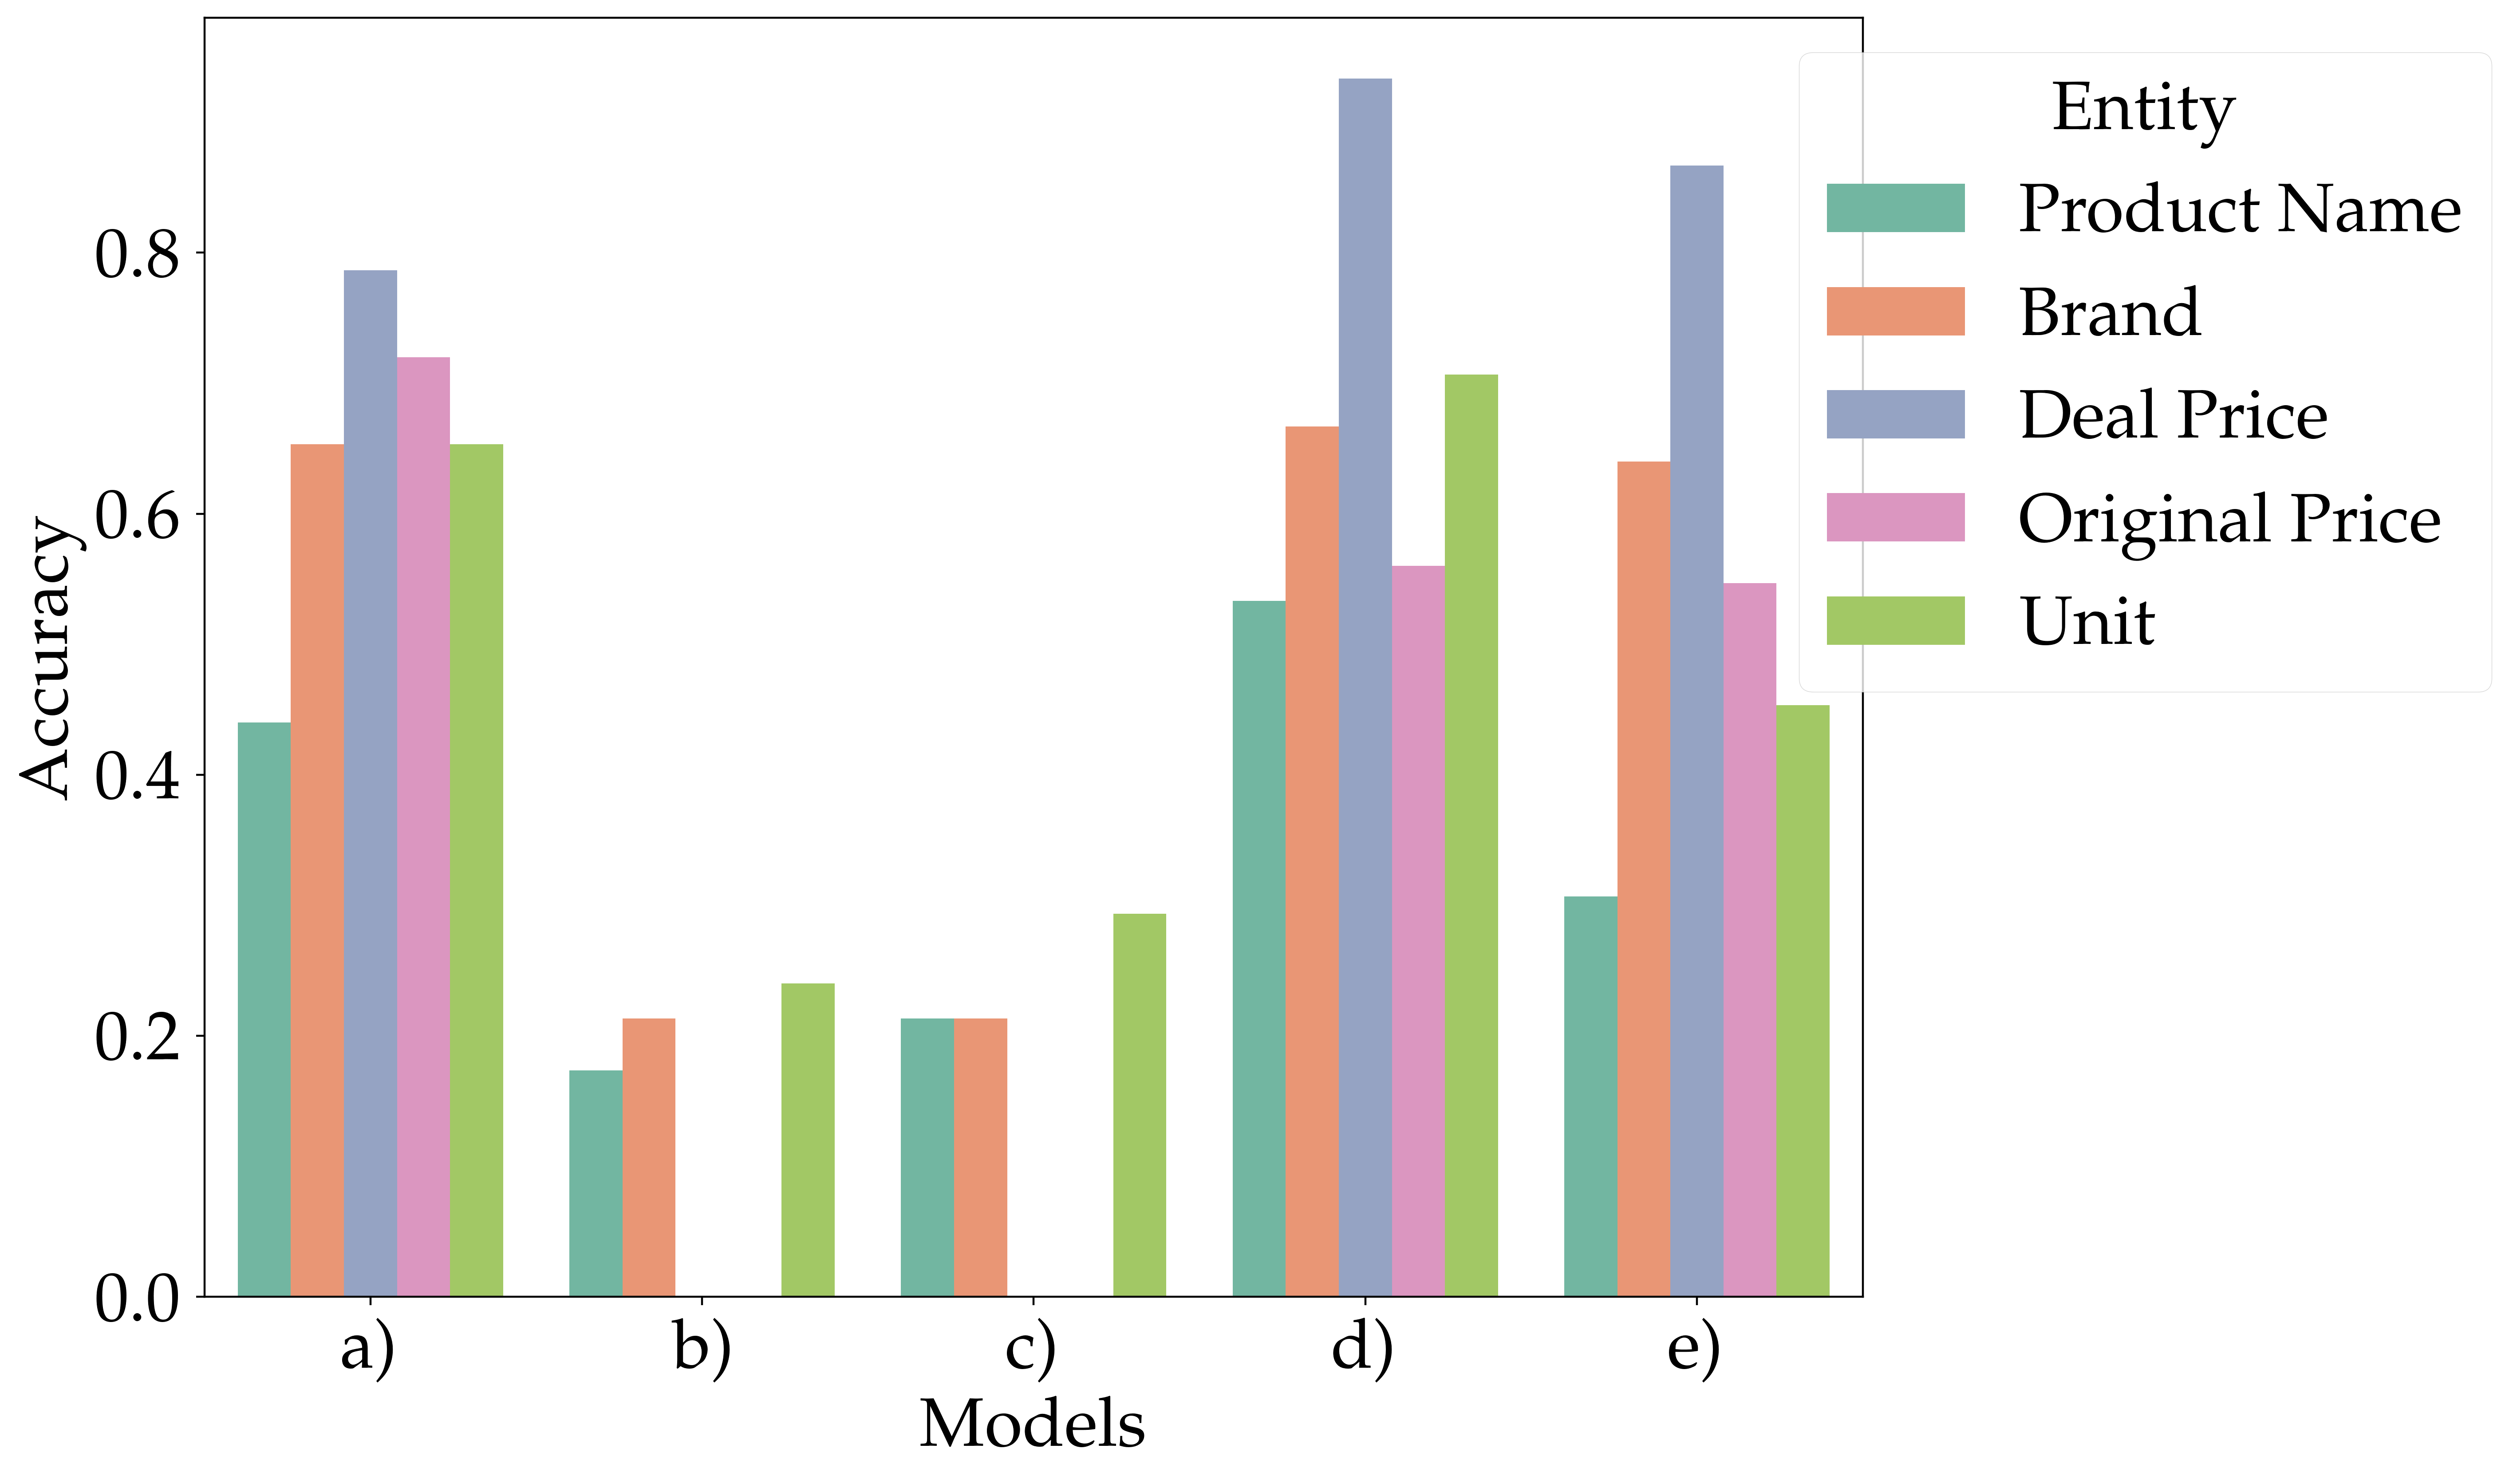 Accuracy
0.8
0.6
0.4
0.2
0.0
a)
b)
c)
d)
e)
Models
Entity
Product Name
Brand
Deal Price
Original Price
Unit